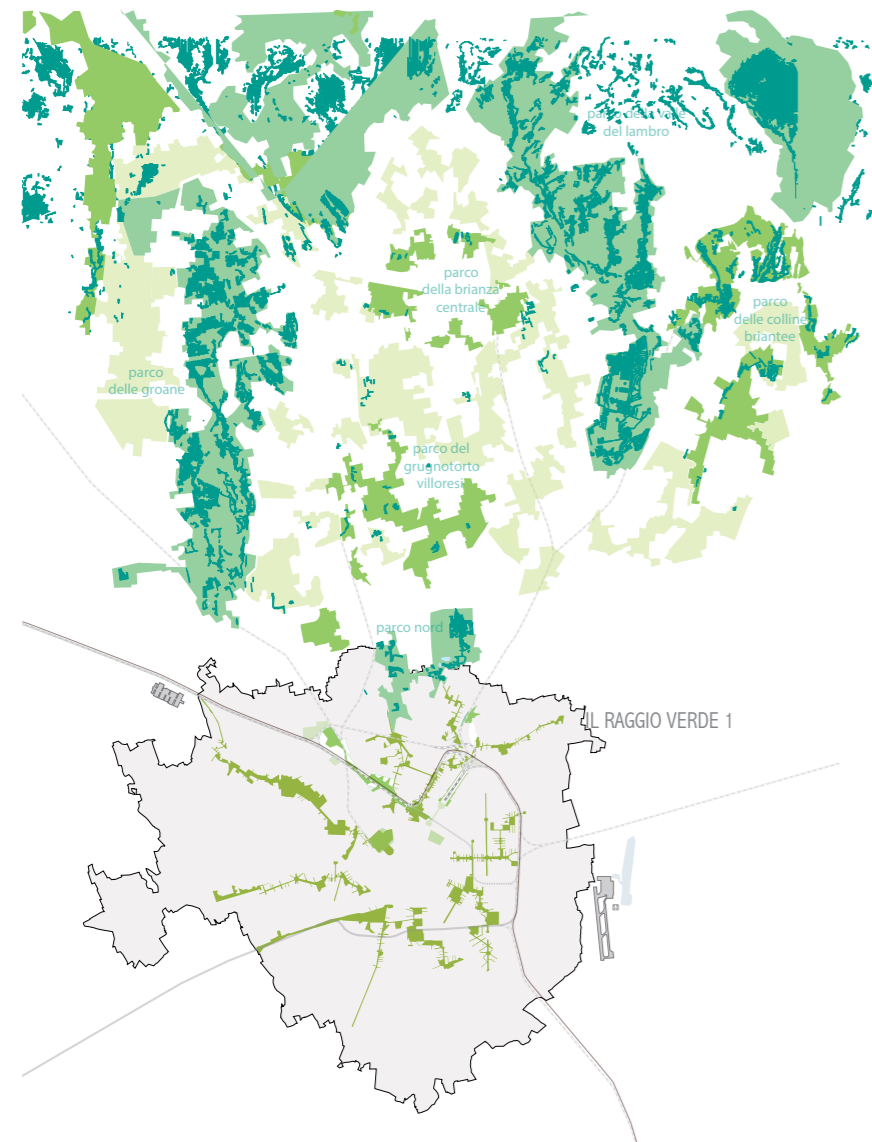 parco della valle
del lambro
parco
della brianza
centrale
parco
delle colline
briantee
parco
delle groane
parco del
grugnotorto
villoresi
parco nord
IL RAGGIO VERDE 1